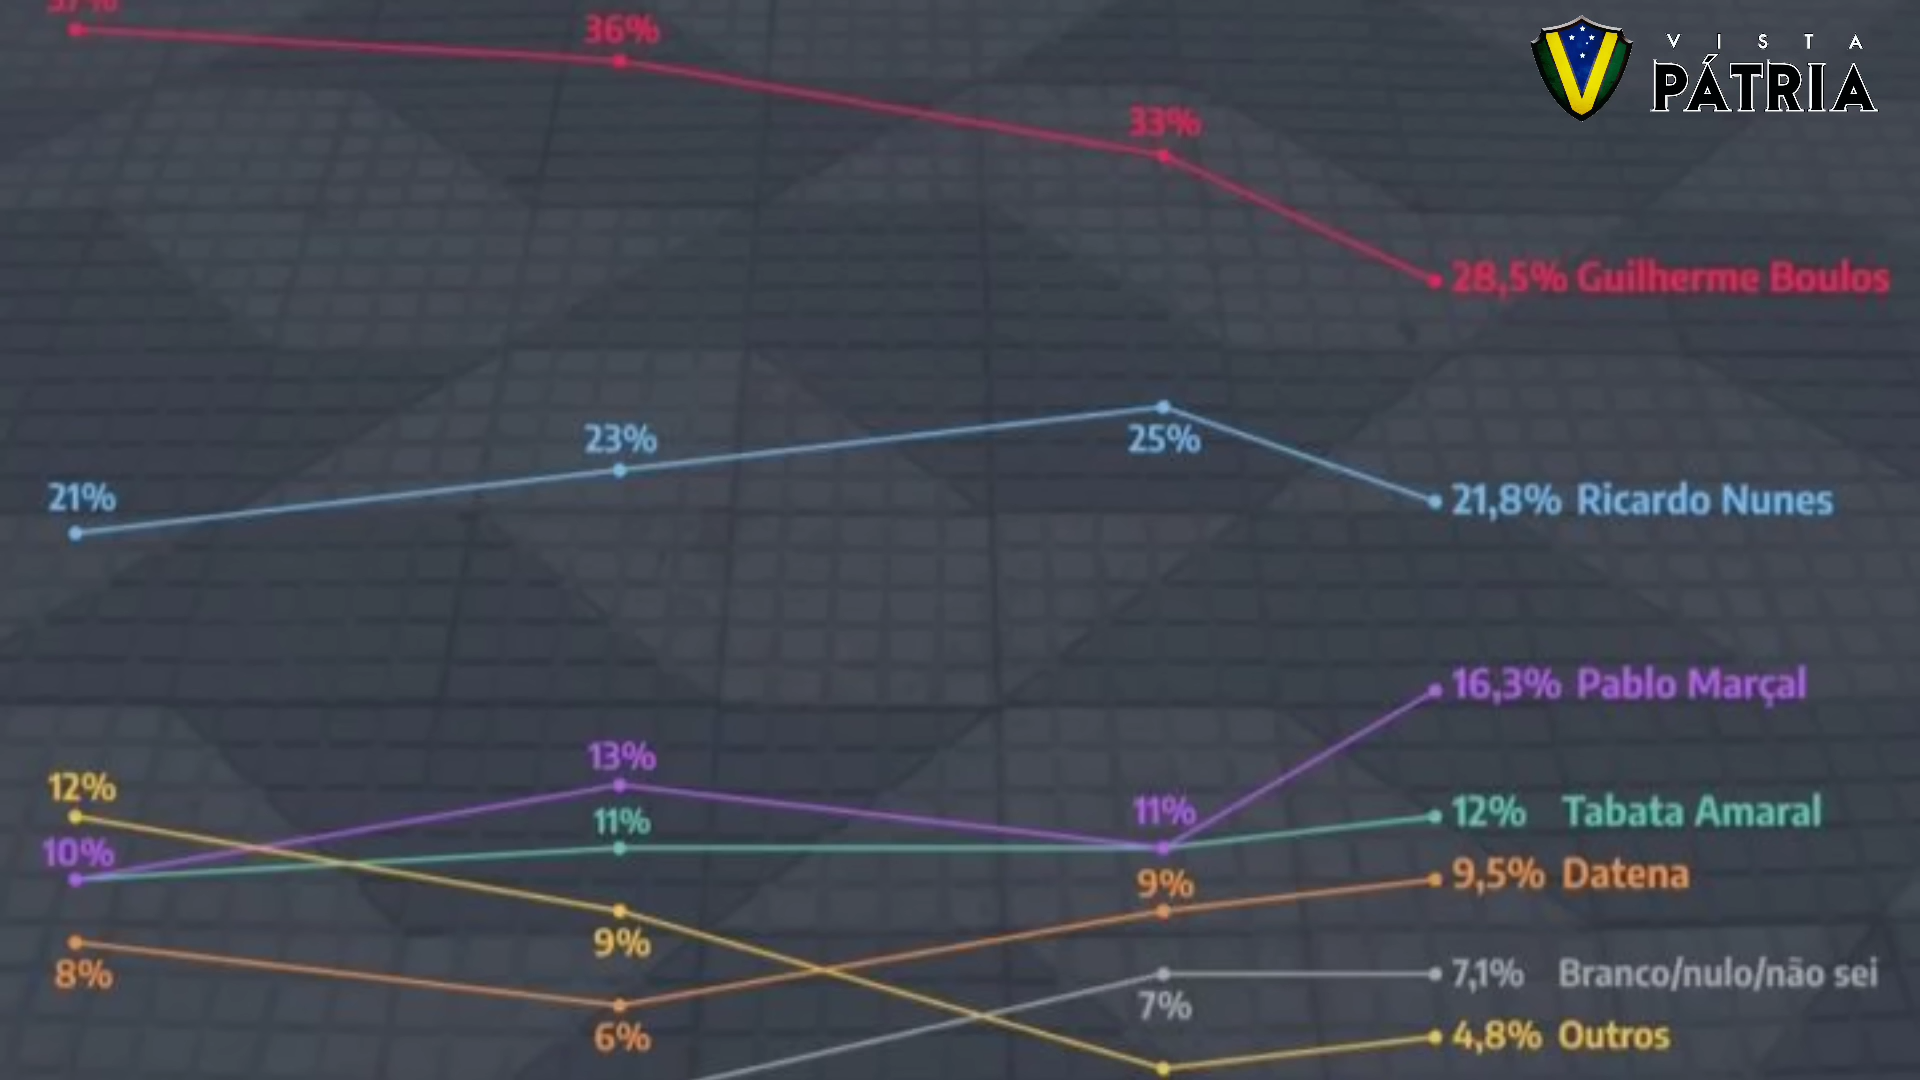 37%
36%
VISTA
PÁTRIA
33%
28,5% Guilherme Boulos
23%
25%
21%
21,8% Ricardo Nunes
16,3% Pablo Marçal
13%
12%
11%
11%
12% Tabata Amaral
10%
9%
9,5% Datena
9%
8%
7,1% Branco/nulo/não sei
7%
6%
4,8% Outros